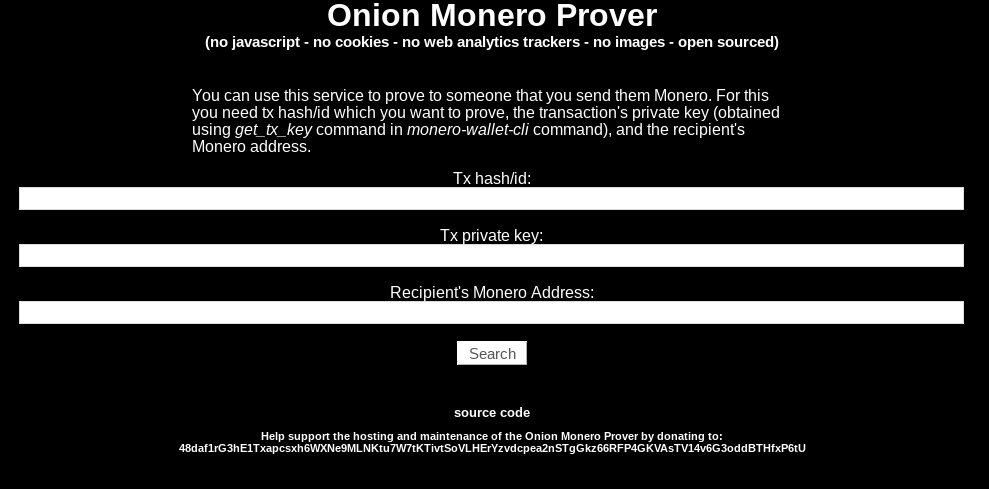 Onion Monero Prover
(no javascript - no cookies - no web analytics trackers - no images - open sourced)
You can use this service to prove to someone that you send them Monero. For this
you need tx hash/id which you want to prove, the transaction's private key (obtained
using get_tx_key command in monero-wallet-cli command), and the recipient's
Monero address.
Tx hash/id:
Tx private key:
Recipient's Monero Address:
Search
source code
Help support the hosting and maintenance of the Onion Monero Prover by donating to:
48daf1rG3hE1Txapcsxh6WXNe9MLNKtu7W7tKTivtSoVLHErYzvdcpea2nSTgGkz66RFP4GKVAsTV14v6G3oddBTHfxP6tU